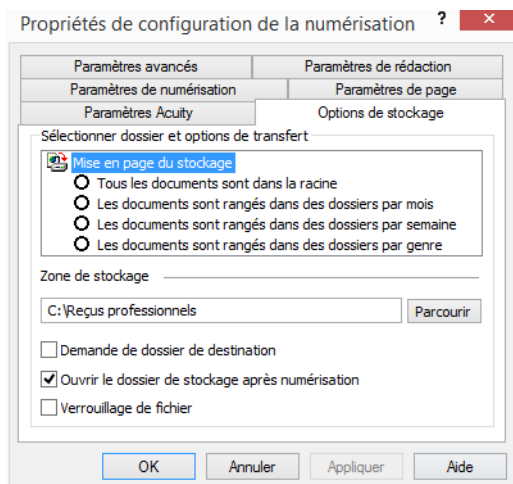 Propriétés de configuration de la numérisation ? ×
Paramètres avancés Paramètres de rédaction
Paramètres de numérisation Paramètres de page
Paramètres Acuity Options de stockage
Sélectionner dossier et options de transfert
Mise en page du stockage
Tous les documents sont dans la racine
Les documents sont rangés dans des dossiers par mois
Les documents sont rangés dans des dossiers par semaine
Les documents sont rangés dans des dossiers par genre
Zone de stockage
C:\Reçus professionnels Parcourir
Demande de dossier de destination
Ouvrir le dossier de stockage après numérisation
Verrouillage de fichier
OK Annuler Appliquer Aide